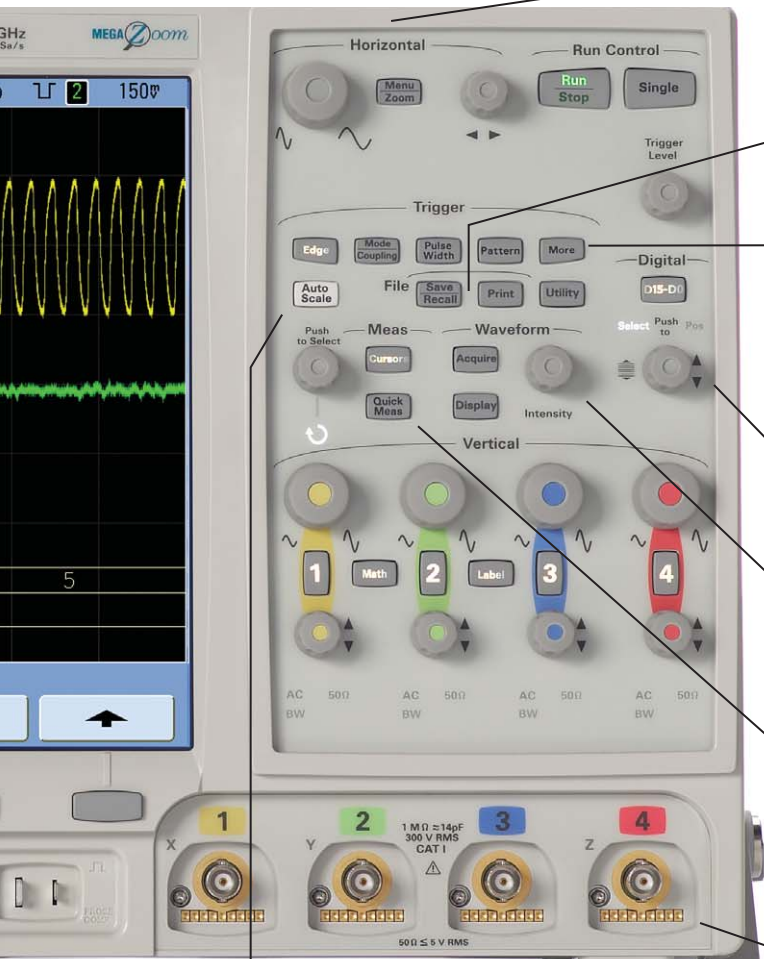 GHz
Sa/s
MEGA Zoom
2 150
5
Horizontal
Menu
Zoom
Run Control
Run
Stop
Single
Trigger
Level
Trigger
Edge
Mode
Coupling
Pulse
Width
Pattern
More
Auto
Scale
File
Save
Recall
Print
Utility
Digital
D15-D0
Select Push to Pos
Push
to Select
Meas
Cursors
Quick
Meas
Waveform
Acquire
Display
Intensity
Vertical
1
Math
2
Label
3
4
AC 50Ω
BW
AC 50Ω
BW
AC 50Ω
BW
AC 50Ω
BW
X
1
Y
2
1 MΩ ≈14pF
300 V RMS
CAT I
3
Z
4
50Ω ≤ 5 V RMS